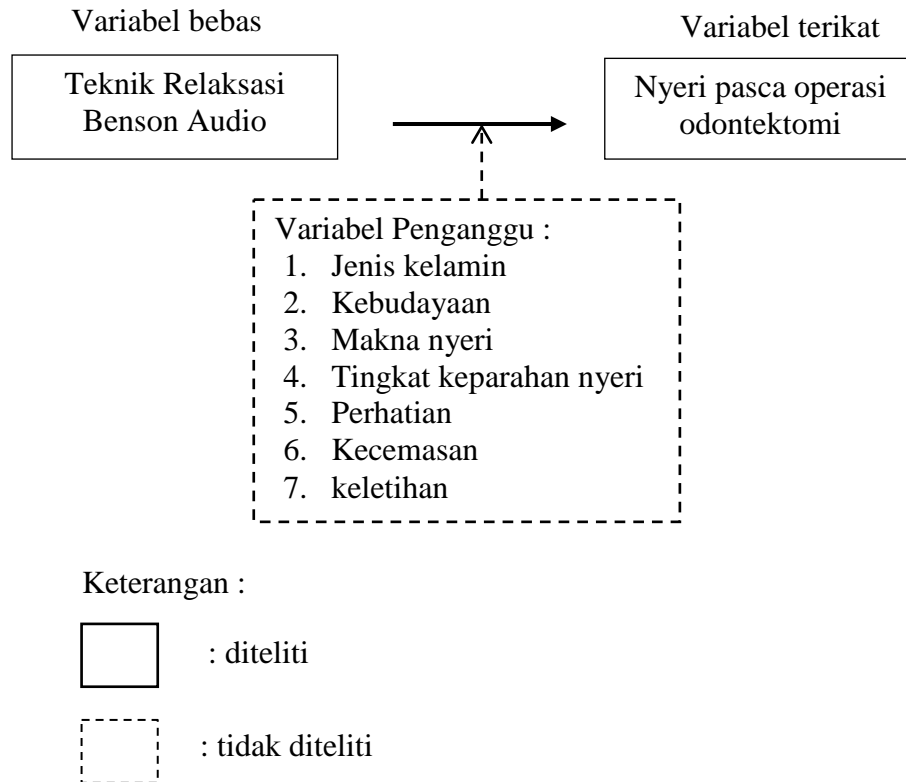 Variabel bebas
Variabel terikat
Teknik Relaksasi
Benson Audio
Nyeri pasca operasi
odontektomi
Variabel Penganggu :
1. Jenis kelamin
2. Kebudayaan
3. Makna nyeri
4. Tingkat keparahan nyeri
5. Perhatian
6. Kecemasan
7. keletihan
Keterangan :
: diteliti
: tidak diteliti